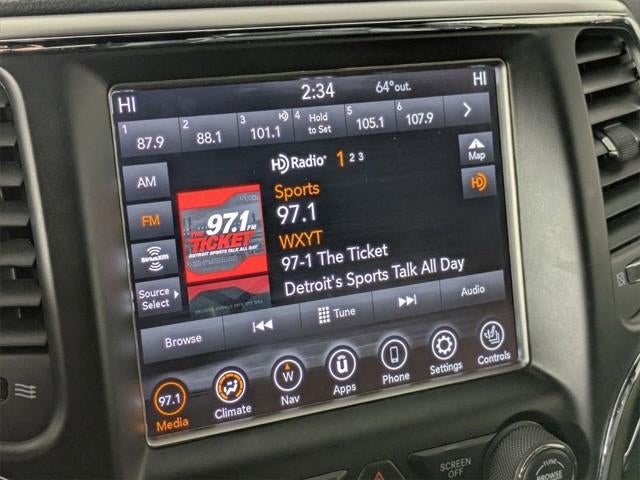 HI
2:34
64°out.
HI
1 87.9
2 88.1
3 101.1
4 Hold to Set
5 105.1
6 107.9
AM
FM
SiriusXM
Source Select
HD Radio
1 2 3
Sports
97.1
WXYT
97-1 The Ticket
Detroit's Sports Talk All Day
THE 97.1 FM
TICKET
DETROIT SPORTS TALK ALL DAY
Map
HD
Browse
Tune
Audio
97.1
Media
Climate
W
Nav
Apps
Phone
Settings
Controls
SCREEN OFF
TUNE
BROWSE